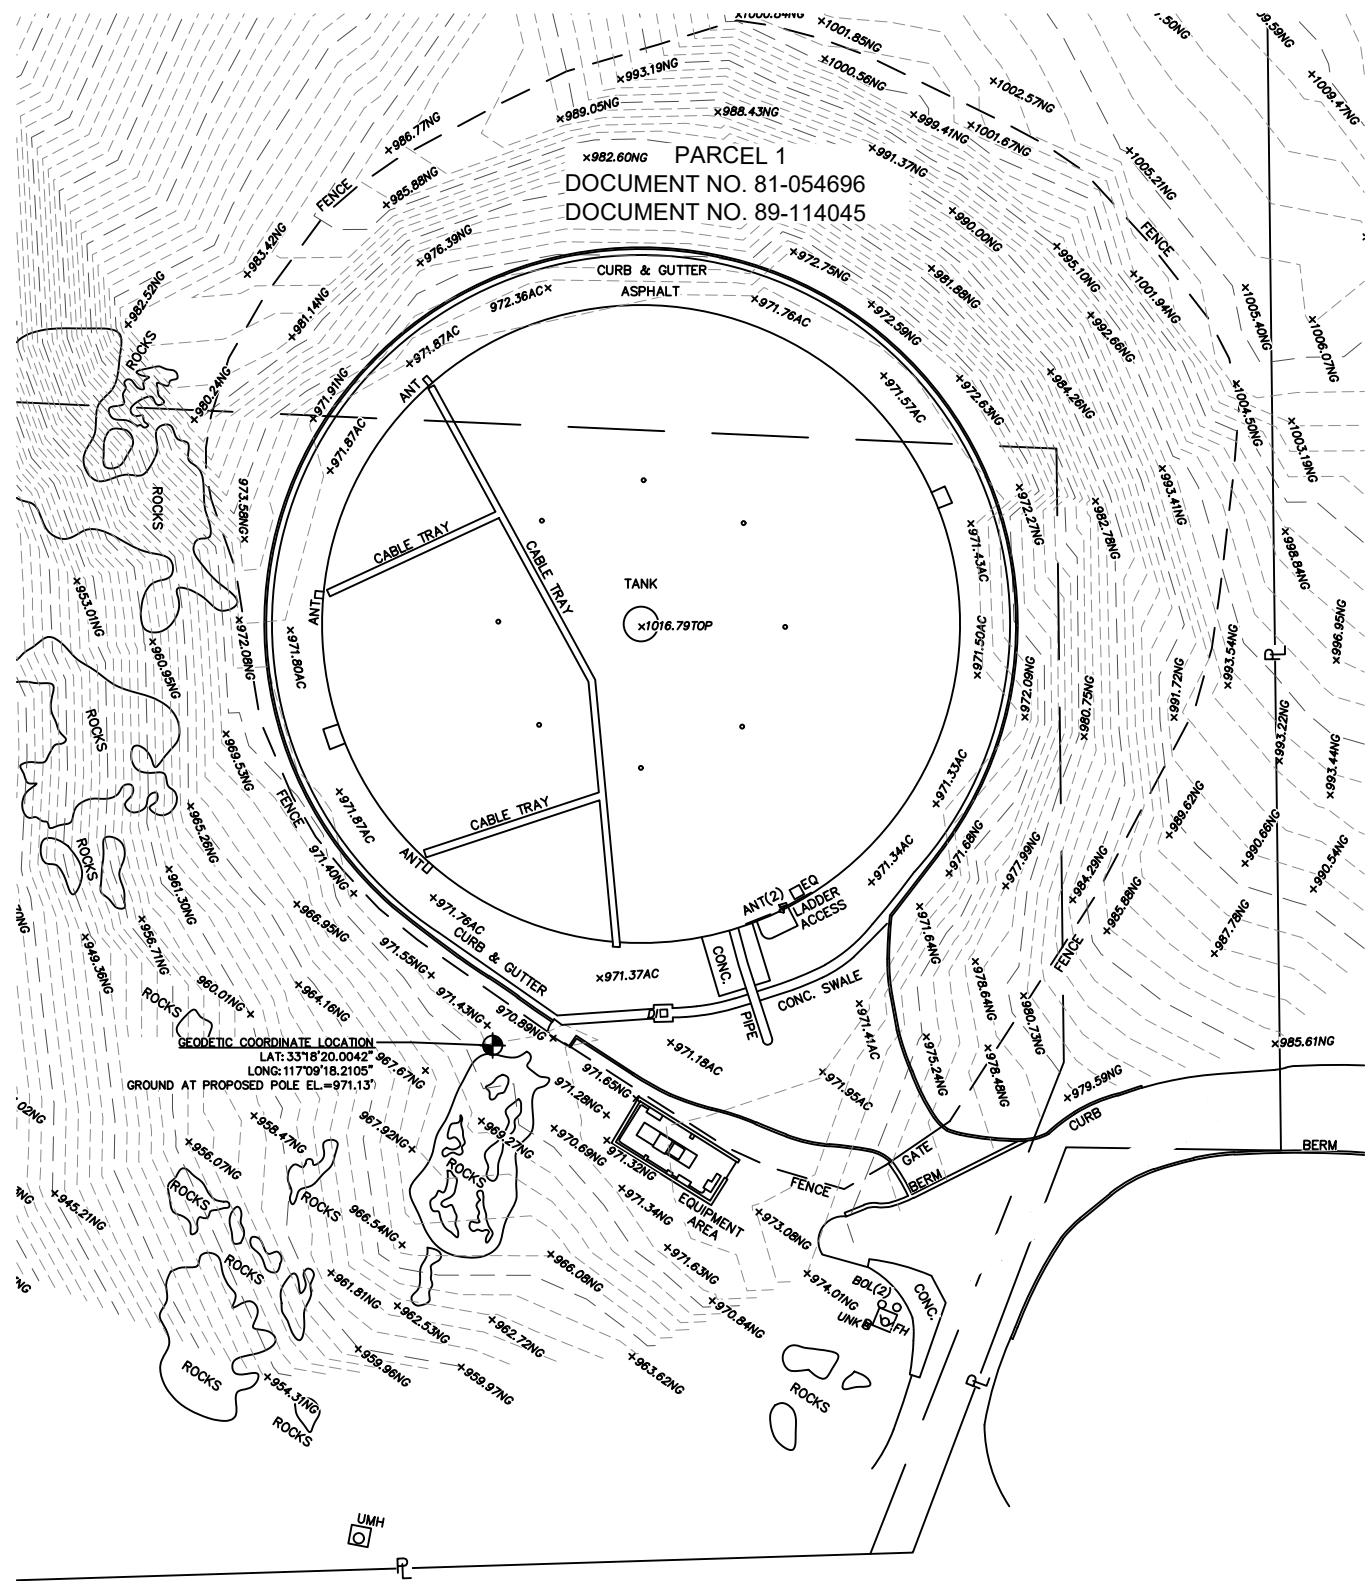 ×1000.64NG
+1001.85NG
+1000.56NG
×993.19NG
+1002.57NG
+1009.47NG
×989.05NG
×988.43NG
+999.41NG
+1001.67NG
+986.77NG
×982.60NG
PARCEL 1
+991.37NG
+1005.21NG
DOCUMENT NO. 81-054696
DOCUMENT NO. 89-114045
FENCE
+985.88NG
+990.00NG
FENCE
+983.42NG
+976.39NG
+972.75NG
+995.10NG
+982.52NG
CURB & GUTTER
ASPHALT
972.36AC×
+971.76AC
+981.88NG
+1001.94NG
+1005.40NG
+981.14NG
+972.59NG
+992.66NG
+1006.07NG
ROCKS
+971.87AC
ANT
+980.24NG
+971.91NG
+971.57AC
+972.63NG
+984.26NG
+1004.50NG
+971.87AC
×1003.19NG
ROCKS
973.58NG×
×972.27NG
×982.78NG
×993.41NG
CABLE TRAY
CABLE TRAY
×971.43AC
×998.84NG
TANK
×953.01NG
ANT
×1016.79TOP
×972.08NG
×971.80AC
×960.95NG
×971.50AC
×972.09NG
×980.75NG
×991.72NG
×993.54NG
×996.95NG
PL
ROCKS
×969.53NG
×993.22NG
×993.44NG
FENCE
×971.33AC
×965.26NG
+971.87AC
CABLE TRAY
ROCKS
ANT
+971.34AC
+971.68NG
+977.99NG
+984.29NG
+989.62NG
+990.66NG
+990.54NG
971.40NG+
×961.30NG
+966.95NG
+971.76AC
CURB & GUTTER
ANT(2)
EQ
LADDER
ACCESS
×985.88NG
+987.78NG
×956.71NG
×949.36NG
971.55NG+
×971.64NG
FENCE
CONC.
×971.37AC
CONC. SWALE
×978.64NG
×980.73NG
ROCKS
960.01NG+
+964.16NG
971.43NG+
970.89NG+
PIPE
×971.41AC
×975.24NG
×978.48NG
×985.61NG
GEODETIC COORDINATE LOCATION
LAT: 33°18'20.0042"
LONG: 117°09'18.2105"
GROUND AT PROPOSED POLE EL.=971.13'
967.67NG
+
+971.18AC
971.65NG+
+971.95AC
+979.59NG
CURB
971.28NG+
+958.47NG
967.92NG+
+969.27NG
+970.69NG
+971.32NG
+956.07NG
GATE
BERM
BERM
ROCKS
ROCKS
ROCKS
FENCE
+945.21NG
966.54NG+
+971.34NG
EQUIPMENT
AREA
+973.08NG
ROCKS
+961.81NG
+966.08NG
+971.63NG
+974.01NG
BOL(2)
CONC.
UNK
FH
+962.53NG
+962.72NG
+970.84NG
+959.96NG
+959.97NG
+963.62NG
ROCKS
+954.31NG
ROCKS
ROCKS
PL
UMH
PL